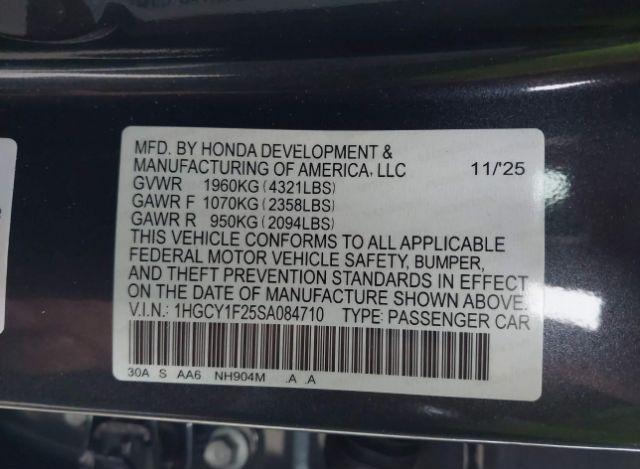 MFD. BY HONDA DEVELOPMENT &
MANUFACTURING OF AMERICA, LLC 11/'25
GVWR 1960KG (4321LBS)
GAWR F 1070KG (2358LBS)
GAWR R 950KG (2094LBS)
THIS VEHICLE CONFORMS TO ALL APPLICABLE
FEDERAL MOTOR VEHICLE SAFETY, BUMPER,
AND THEFT PREVENTION STANDARDS IN EFFECT
ON THE DATE OF MANUFACTURE SHOWN ABOVE.
V.I.N.: 1HGCY1F25SA084710 TYPE: PASSENGER CAR
30A S AA6 NH904M .A .A